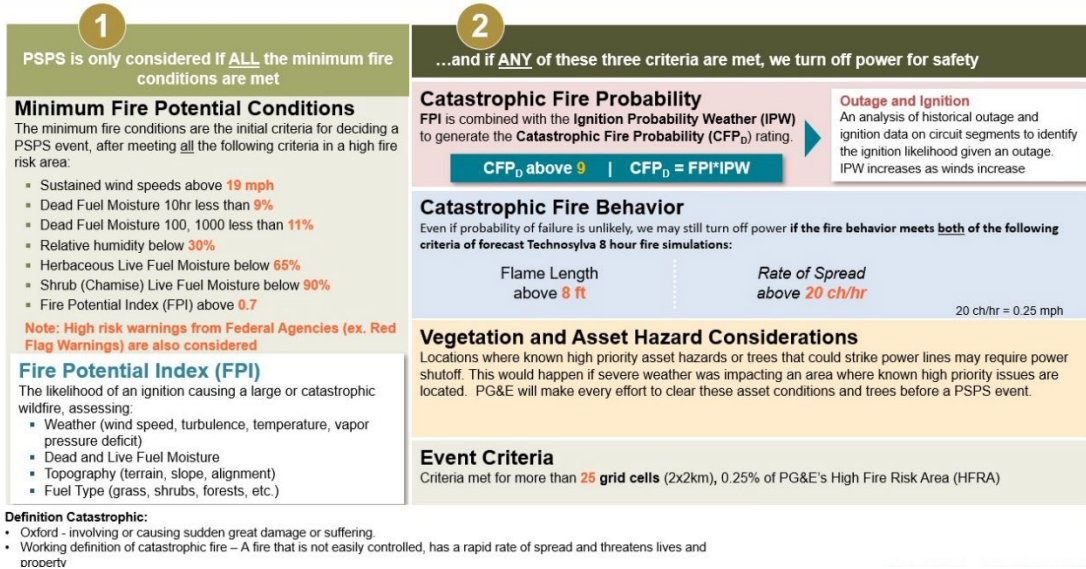 1
PSPS is only considered If ALL the minimum fire
conditions are met
Minimum Fire Potential Conditions
The minimum fire conditions are the initial criteria for deciding a
PSPS event, after meeting all the following criteria in a high fire
risk area:
▪ Sustained wind speeds above 19 mph
▪ Dead Fuel Moisture 10hr less than 9%
▪ Dead Fuel Moisture 100, 1000 less than 11%
▪ Relative humidity below 30%
▪ Herbaceous Live Fuel Moisture below 65%
▪ Shrub (Chamise) Live Fuel Moisture below 90%
▪ Fire Potential Index (FPI) above 0.7
Note: High risk warnings from Federal Agencies (ex. Red
Flag Warnings) are also considered
Fire Potential Index (FPI)
The likelihood of an ignition causing a large or catastrophic
wildfire, assessing:
▪ Weather (wind speed, turbulence, temperature, vapor
pressure deficit)
▪ Dead and Live Fuel Moisture
▪ Topography (terrain, slope, alignment)
▪ Fuel Type (grass, shrubs, forests, etc.)
2
…and if ANY of these three criteria are met, we turn off power for safety
Catastrophic Fire Probability
FPI is combined with the Ignition Probability Weather (IPW)
to generate the Catastrophic Fire Probability (CFPD) rating.
CFPD above 9 | CFPD = FPI*IPW
Outage and Ignition
An analysis of historical outage and
ignition data on circuit segments to identify
the ignition likelihood given an outage.
IPW increases as winds increase
Catastrophic Fire Behavior
Even if probability of failure is unlikely, we may still turn off power if the fire behavior meets both of the following
criteria of forecast Technosylva 8 hour fire simulations:
Flame Length
above 8 ft
Rate of Spread
above 20 ch/hr
20 ch/hr = 0.25 mph
Vegetation and Asset Hazard Considerations
Locations where known high priority asset hazards or trees that could strike power lines may require power
shutoff. This would happen if severe weather was impacting an area where known high priority issues are
located. PG&E will make every effort to clear these asset conditions and trees before a PSPS event.
Event Criteria
Criteria met for more than 25 grid cells (2x2km), 0.25% of PG&E's High Fire Risk Area (HFRA)
Definition Catastrophic:
• Oxford - involving or causing sudden great damage or suffering.
• Working definition of catastrophic fire – A fire that is not easily controlled, has a rapid rate of spread and threatens lives and
property